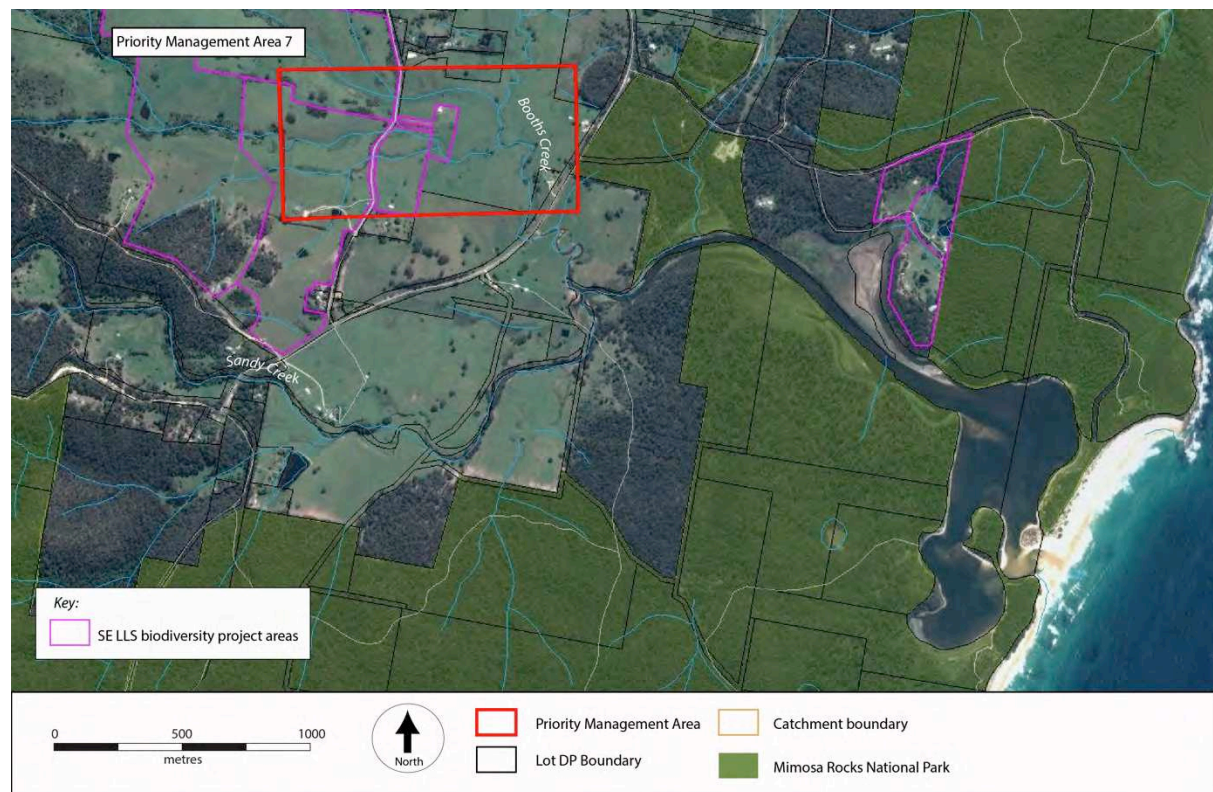 Priority Management Area 7
Booths Creek
Sandy Creek
Key:
SE LLS biodiversity project areas
0 500 1000
metres
North
Priority Management Area
Lot DP Boundary
Catchment boundary
Mimosa Rocks National Park